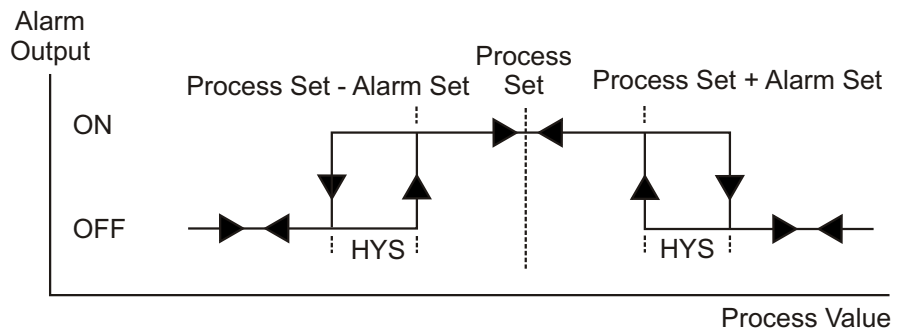 Alarm
Output
Process Set - Alarm Set
Process
Set
Process Set + Alarm Set
ON
OFF
HYS
HYS
Process Value